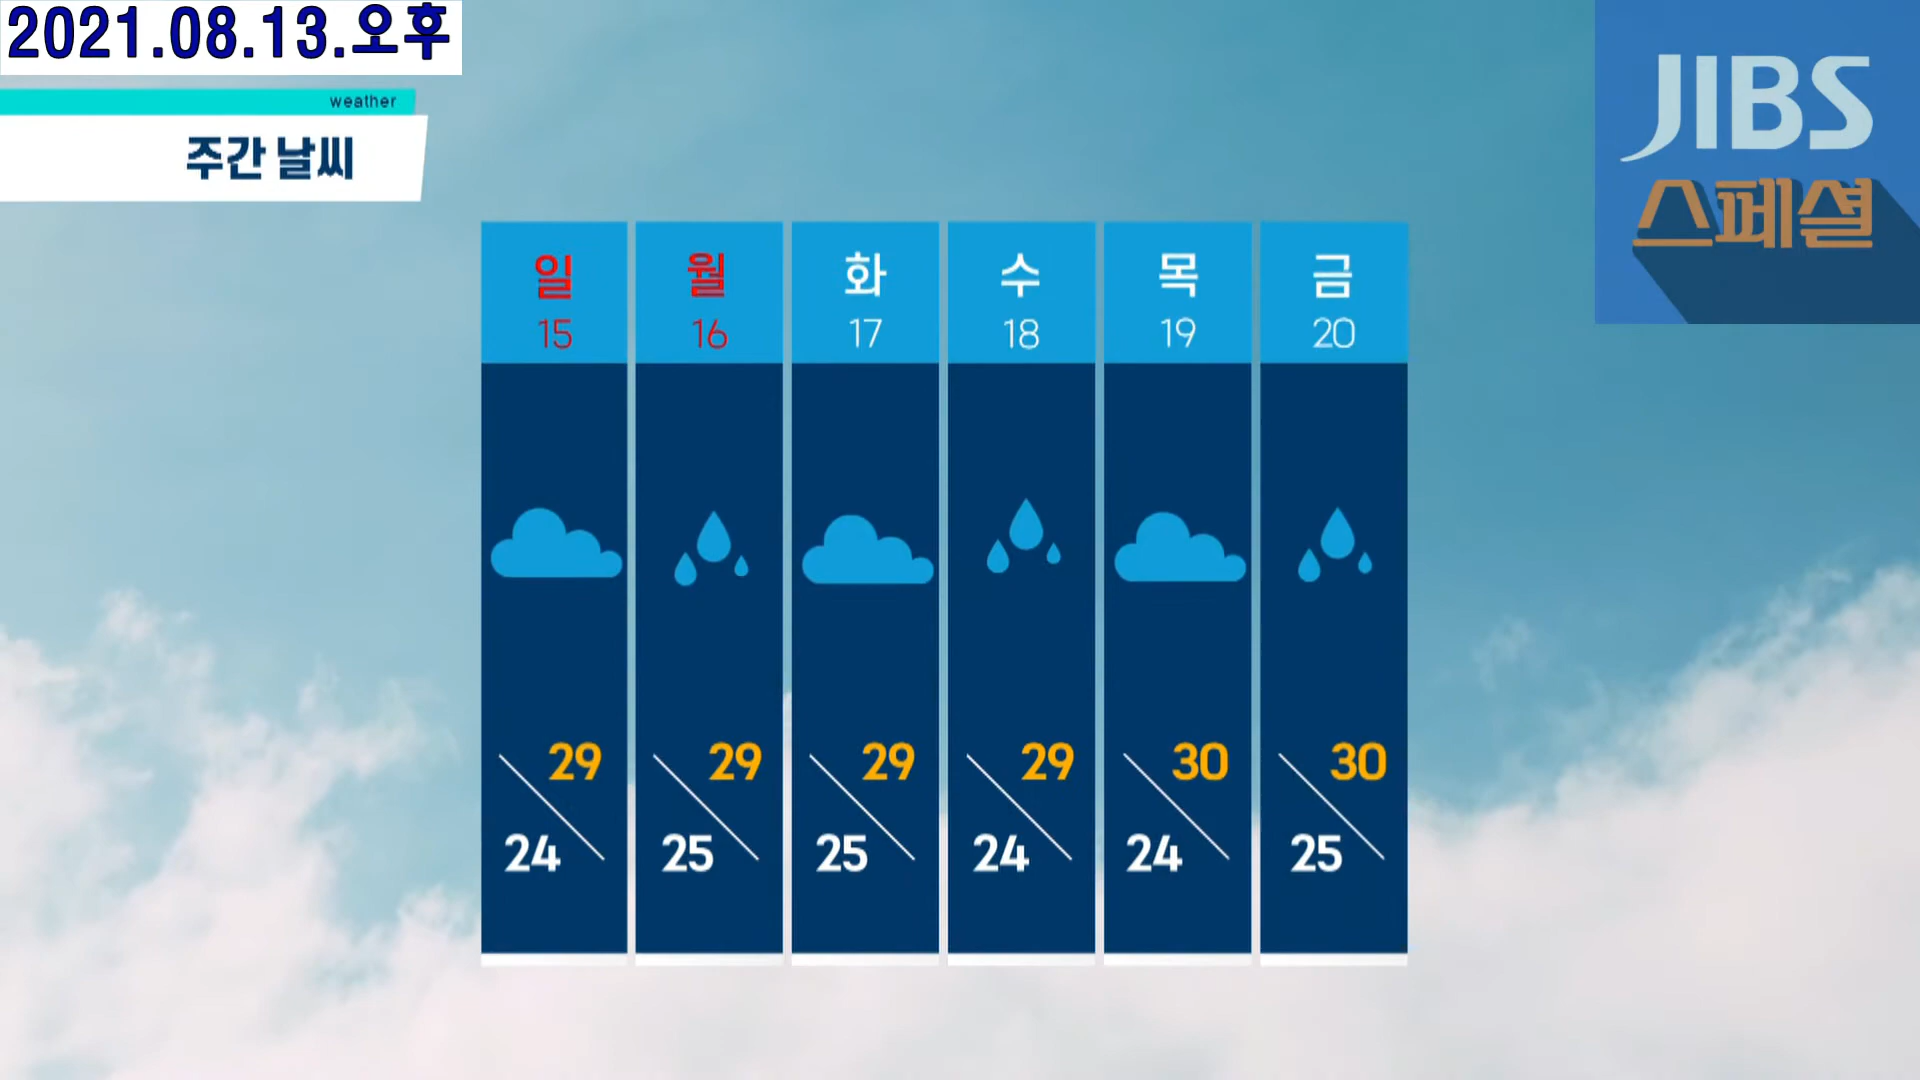 2021.08.13.오후
weather
주간 날씨
JIBS
스페셜
일 월 화 수 목 금
15 16 17 18 19 20
29 29 29 29 30 30
24 25 25 24 24 25